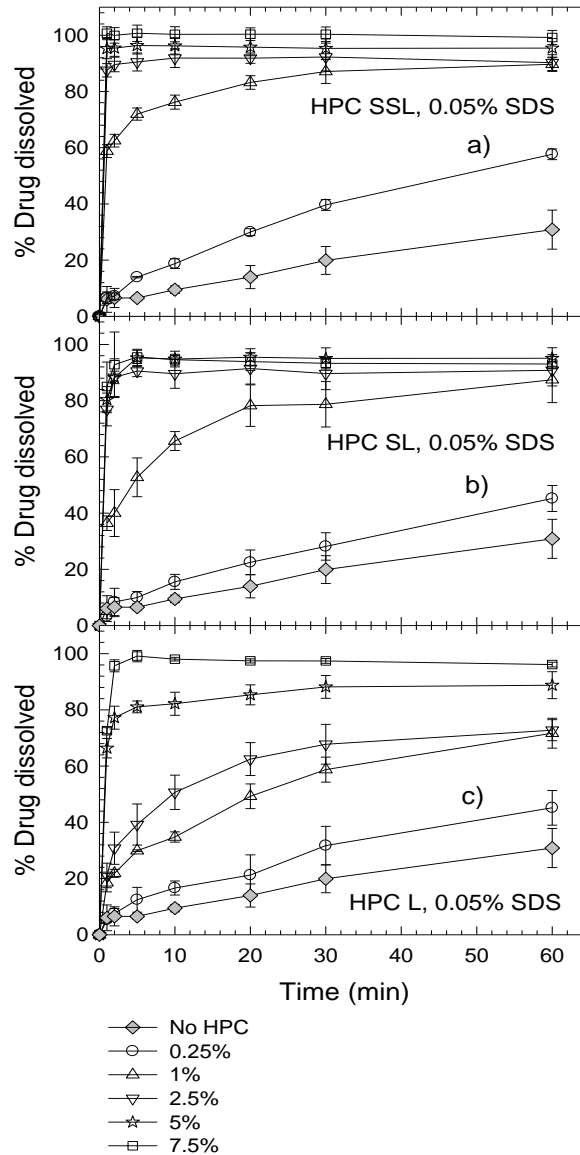 100
80
60
40
20
0
% Drug dissolved
HPC SSL, 0.05% SDS
a)
100
80
60
40
20
0
% Drug dissolved
HPC SL, 0.05% SDS
b)
100
80
60
40
20
0
% Drug dissolved
c)
HPC L, 0.05% SDS
0 10 20 30 40 50 60
Time (min)
No HPC
0.25%
1%
2.5%
5%
7.5%